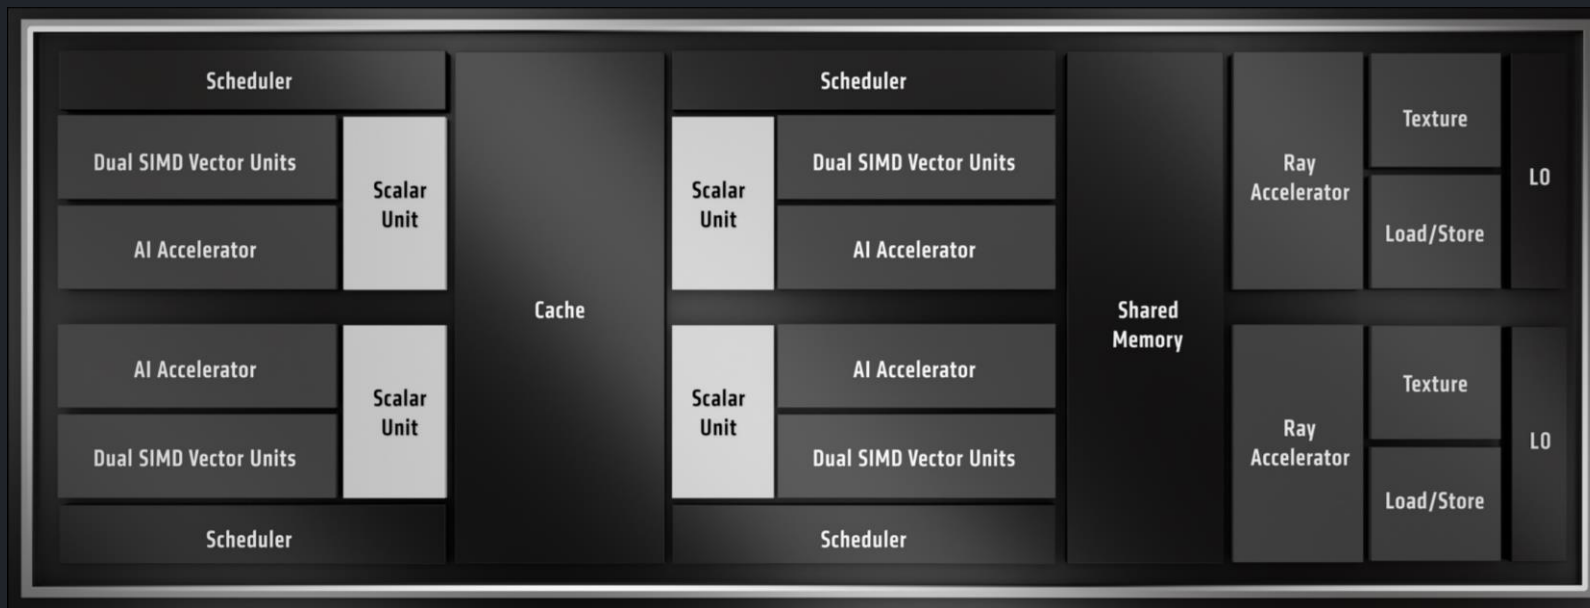 Scheduler
Dual SIMD Vector Units
AI Accelerator
Scalar
Unit
AI Accelerator
Dual SIMD Vector Units
Scalar
Unit
Scheduler
Cache
Scheduler
Scalar
Unit
Dual SIMD Vector Units
AI Accelerator
Scalar
Unit
AI Accelerator
Dual SIMD Vector Units
Scheduler
Shared
Memory
Ray
Accelerator
Texture
Load/Store
L0
Ray
Accelerator
Texture
Load/Store
L0